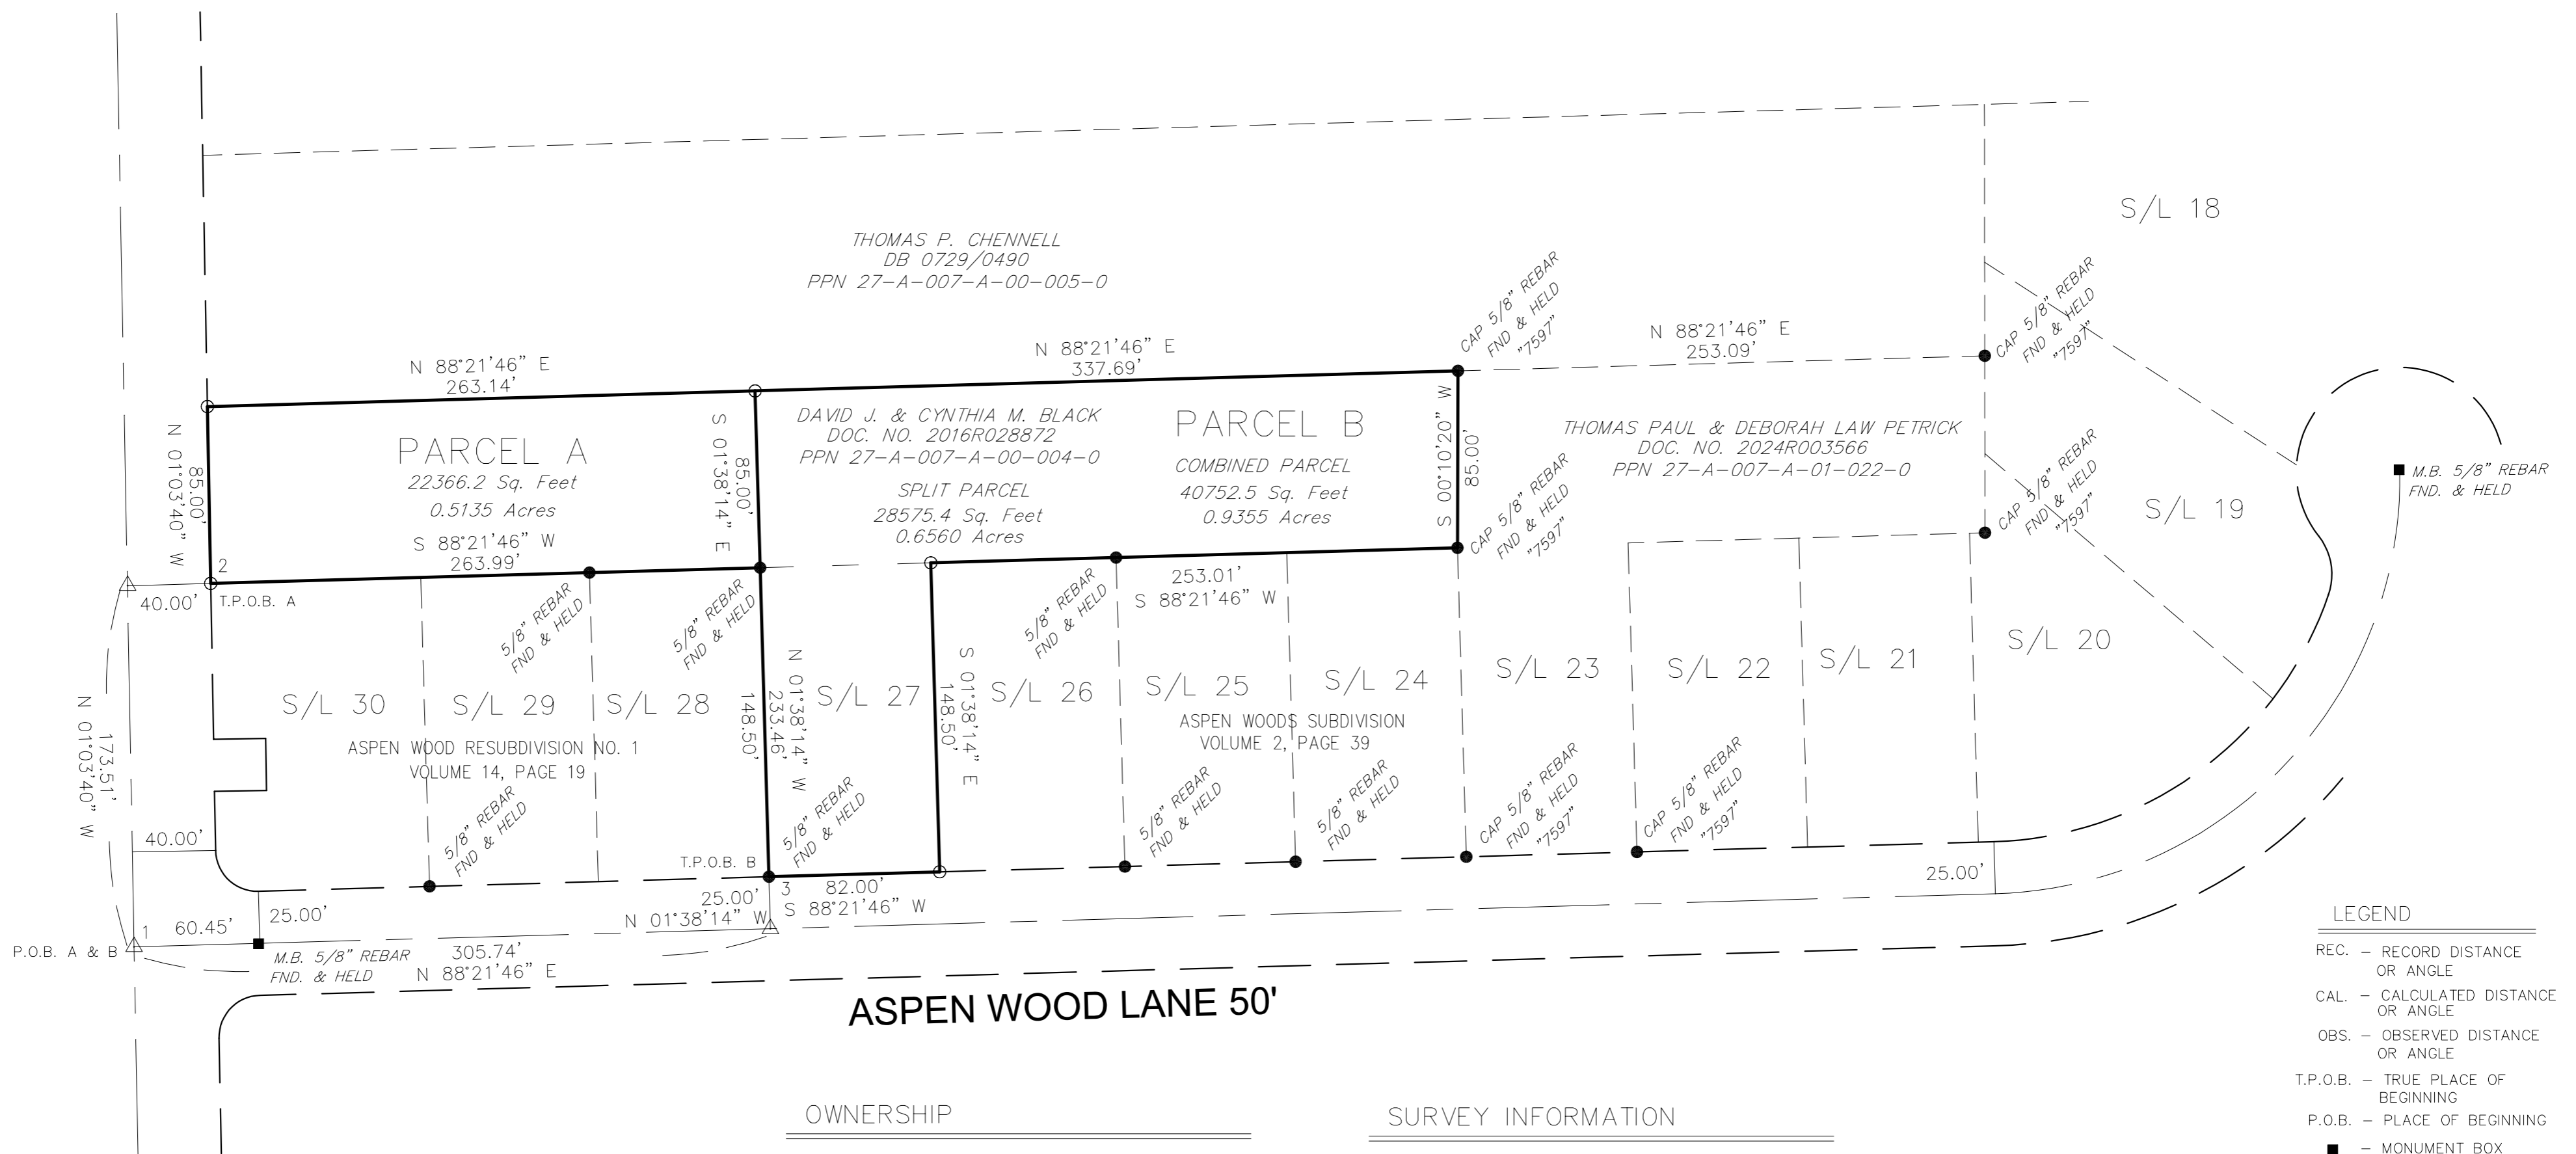 S/L 18
THOMAS P. CHENNELL
DB 0729/0490
PPN 27-A-007-A-00-005-0
CAP 5/8" REBAR
FND & HELD
"7597"
CAP 5/8" REBAR
FND & HELD
"7597"
N 88°21'46" E
263.14'
N 88°21'46" E
337.69'
N 88°21'46" E
253.09'
N 01°03'40" W
85.00'
PARCEL A
22366.2 Sq. Feet
0.5135 Acres
S 88°21'46" W
263.99'
S 01°38'14" E
85.00'
DAVID J. & CYNTHIA M. BLACK
DOC. NO. 2016R028872
PPN 27-A-007-A-00-004-0
SPLIT PARCEL
28575.4 Sq. Feet
0.6560 Acres
PARCEL B
COMBINED PARCEL
40752.5 Sq. Feet
0.9355 Acres
S 00°10'20" W
85.00'
THOMAS PAUL & DEBORAH LAW PETRICK
DOC. NO. 2024R003566
PPN 27-A-007-A-01-022-0
CAP 5/8" REBAR
FND & HELD
"7597"
CAP 5/8" REBAR
FND & HELD
"7597"
S/L 19
M.B. 5/8" REBAR
FND. & HELD
2
40.00'
T.P.O.B. A
5/8" REBAR
FND & HELD
5/8" REBAR
FND & HELD
5/8" REBAR
FND & HELD
253.01'
S 88°21'46" W
N 01°03'40" W
173.51'
S/L 30
S/L 29
S/L 28
S/L 27
S/L 26
S/L 25
S/L 24
S/L 23
S/L 22
S/L 21
S/L 20
148.50'
233.46'
N 01°38'14" W
148.50'
S 01°38'14" E
ASPEN WOOD RESUBDIVISION NO. 1
VOLUME 14, PAGE 19
ASPEN WOODS SUBDIVISION
VOLUME 2, PAGE 39
5/8" REBAR
FND & HELD
5/8" REBAR
FND & HELD
5/8" REBAR
FND & HELD
5/8" REBAR
FND & HELD
CAP 5/8" REBAR
FND & HELD
"7597"
CAP 5/8" REBAR
FND & HELD
"7597"
40.00'
T.P.O.B. B
3
82.00'
S 88°21'46" W
25.00'
N 01°38'14" W
25.00'
25.00'
P.O.B. A & B
1
60.45'
M.B. 5/8" REBAR
FND. & HELD
305.74'
N 88°21'46" E
ASPEN WOOD LANE 50'
OWNERSHIP
SURVEY INFORMATION
LEGEND
REC. – RECORD DISTANCE
OR ANGLE
CAL. – CALCULATED DISTANCE
OR ANGLE
OBS. – OBSERVED DISTANCE
OR ANGLE
T.P.O.B. – TRUE PLACE OF
BEGINNING
P.O.B. – PLACE OF BEGINNING
■ – MONUMENT BOX